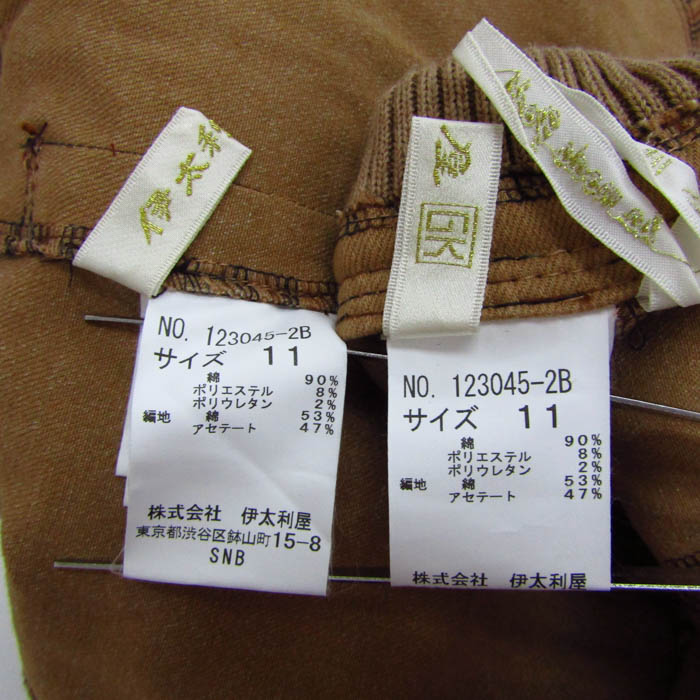 伊太利
屋
GK
NO. 123045-2B
サイズ 11
綿 90%
ポリエステル 8%
ポリウレタン 2%
編地 綿 53%
アセテート 47%
株式会社 伊太利屋
東京都渋谷区鉢山町15-8
SNB
NO. 123045-2B
サイズ 11
綿 90%
ポリエステル 8%
ポリウレタン 2%
編地 綿 53%
アセテート 47%
株式会社 伊太利屋